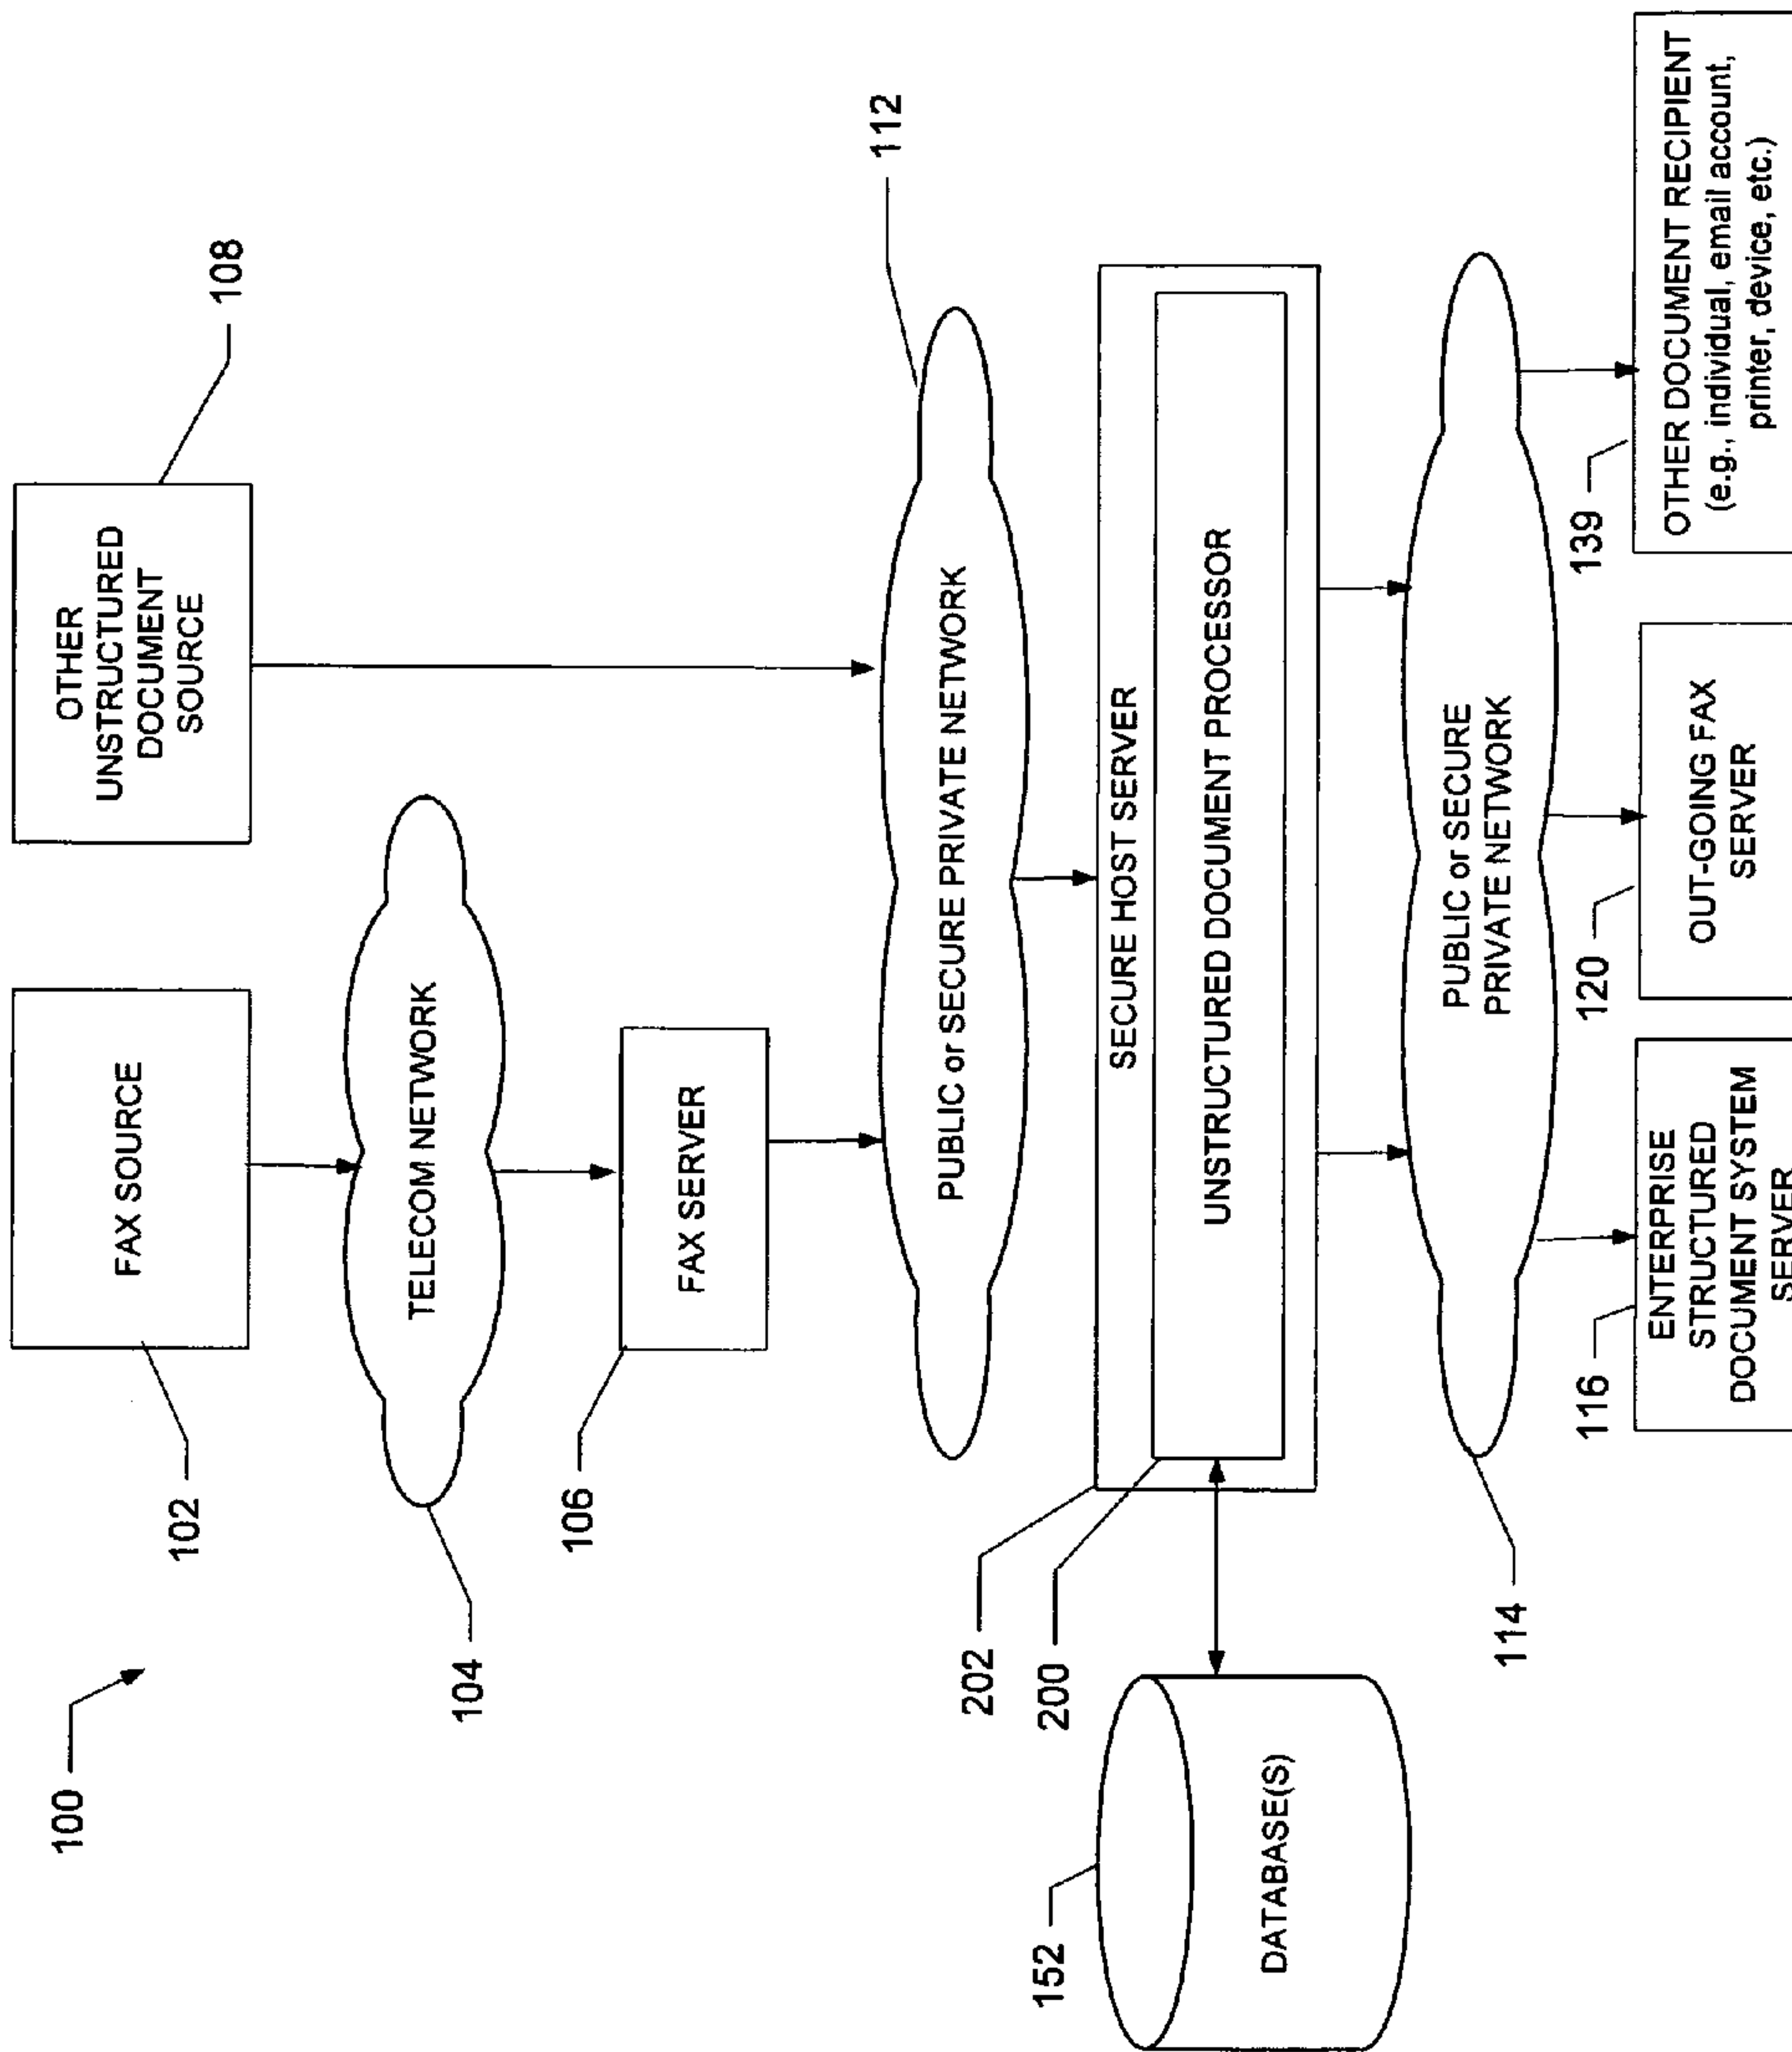 100
FAX SOURCE
102
OTHER
UNSTRUCTURED
DOCUMENT
SOURCE
108
TELECOM NETWORK
104
FAX SERVER
106
PUBLIC or SECURE PRIVATE NETWORK
112
SECURE HOST SERVER
202
UNSTRUCTURED DOCUMENT PROCESSOR
200
152
DATABASE(S)
PUBLIC or SECURE
PRIVATE NETWORK
114
116
ENTERPRISE
STRUCTURED
DOCUMENT SYSTEM
SERVER
120
OUT-GOING FAX
SERVER
139
OTHER DOCUMENT RECIPIENT
(e.g., individual, email account,
printer, device, etc.)